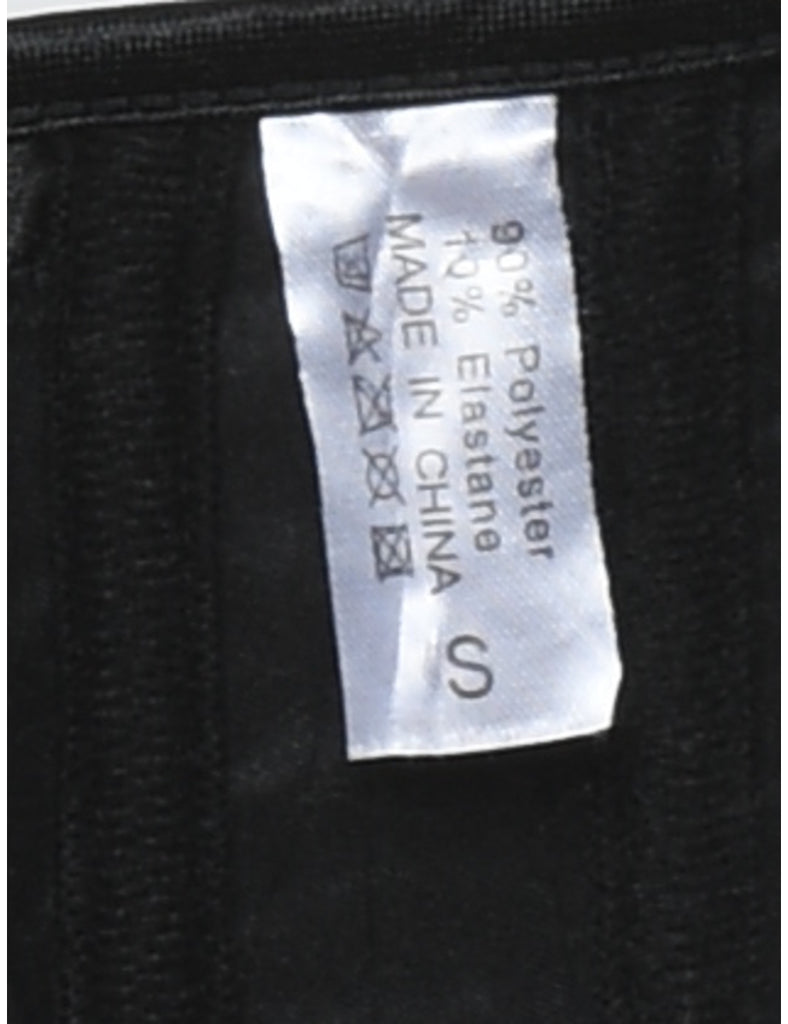 90% Polyester
10% Elastane
MADE IN CHINA
S